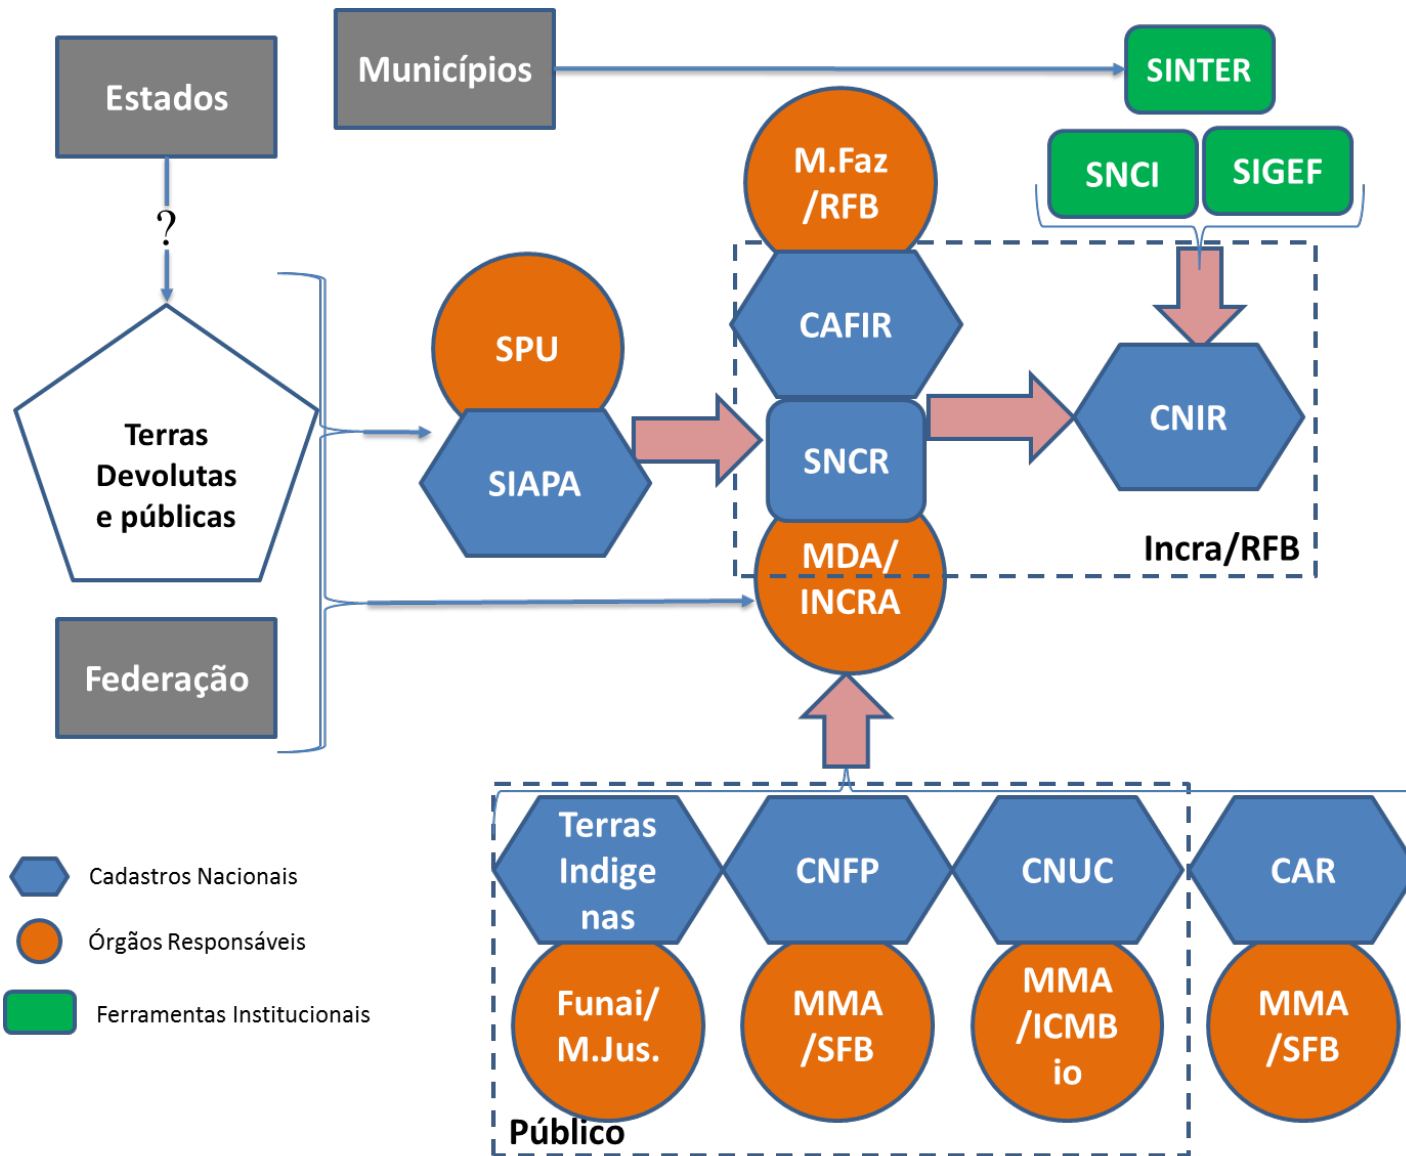 Estados
Municípios
SINTER
M.Faz
/RFB
SNCI
SIGEF
?
SPU
CAFIR
CNIR
Terras
Devolutas
e públicas
SIAPA
SNCR
Incra/RFB
MDA/
INCRA
Federação
Terras
Indige
nas
CNFP
CNUC
CAR
Cadastros Nacionais
Órgãos Responsáveis
Ferramentas Institucionais
Funai/
M.Jus.
MMA
/SFB
MMA
/ICMB
io
MMA
/SFB
Público